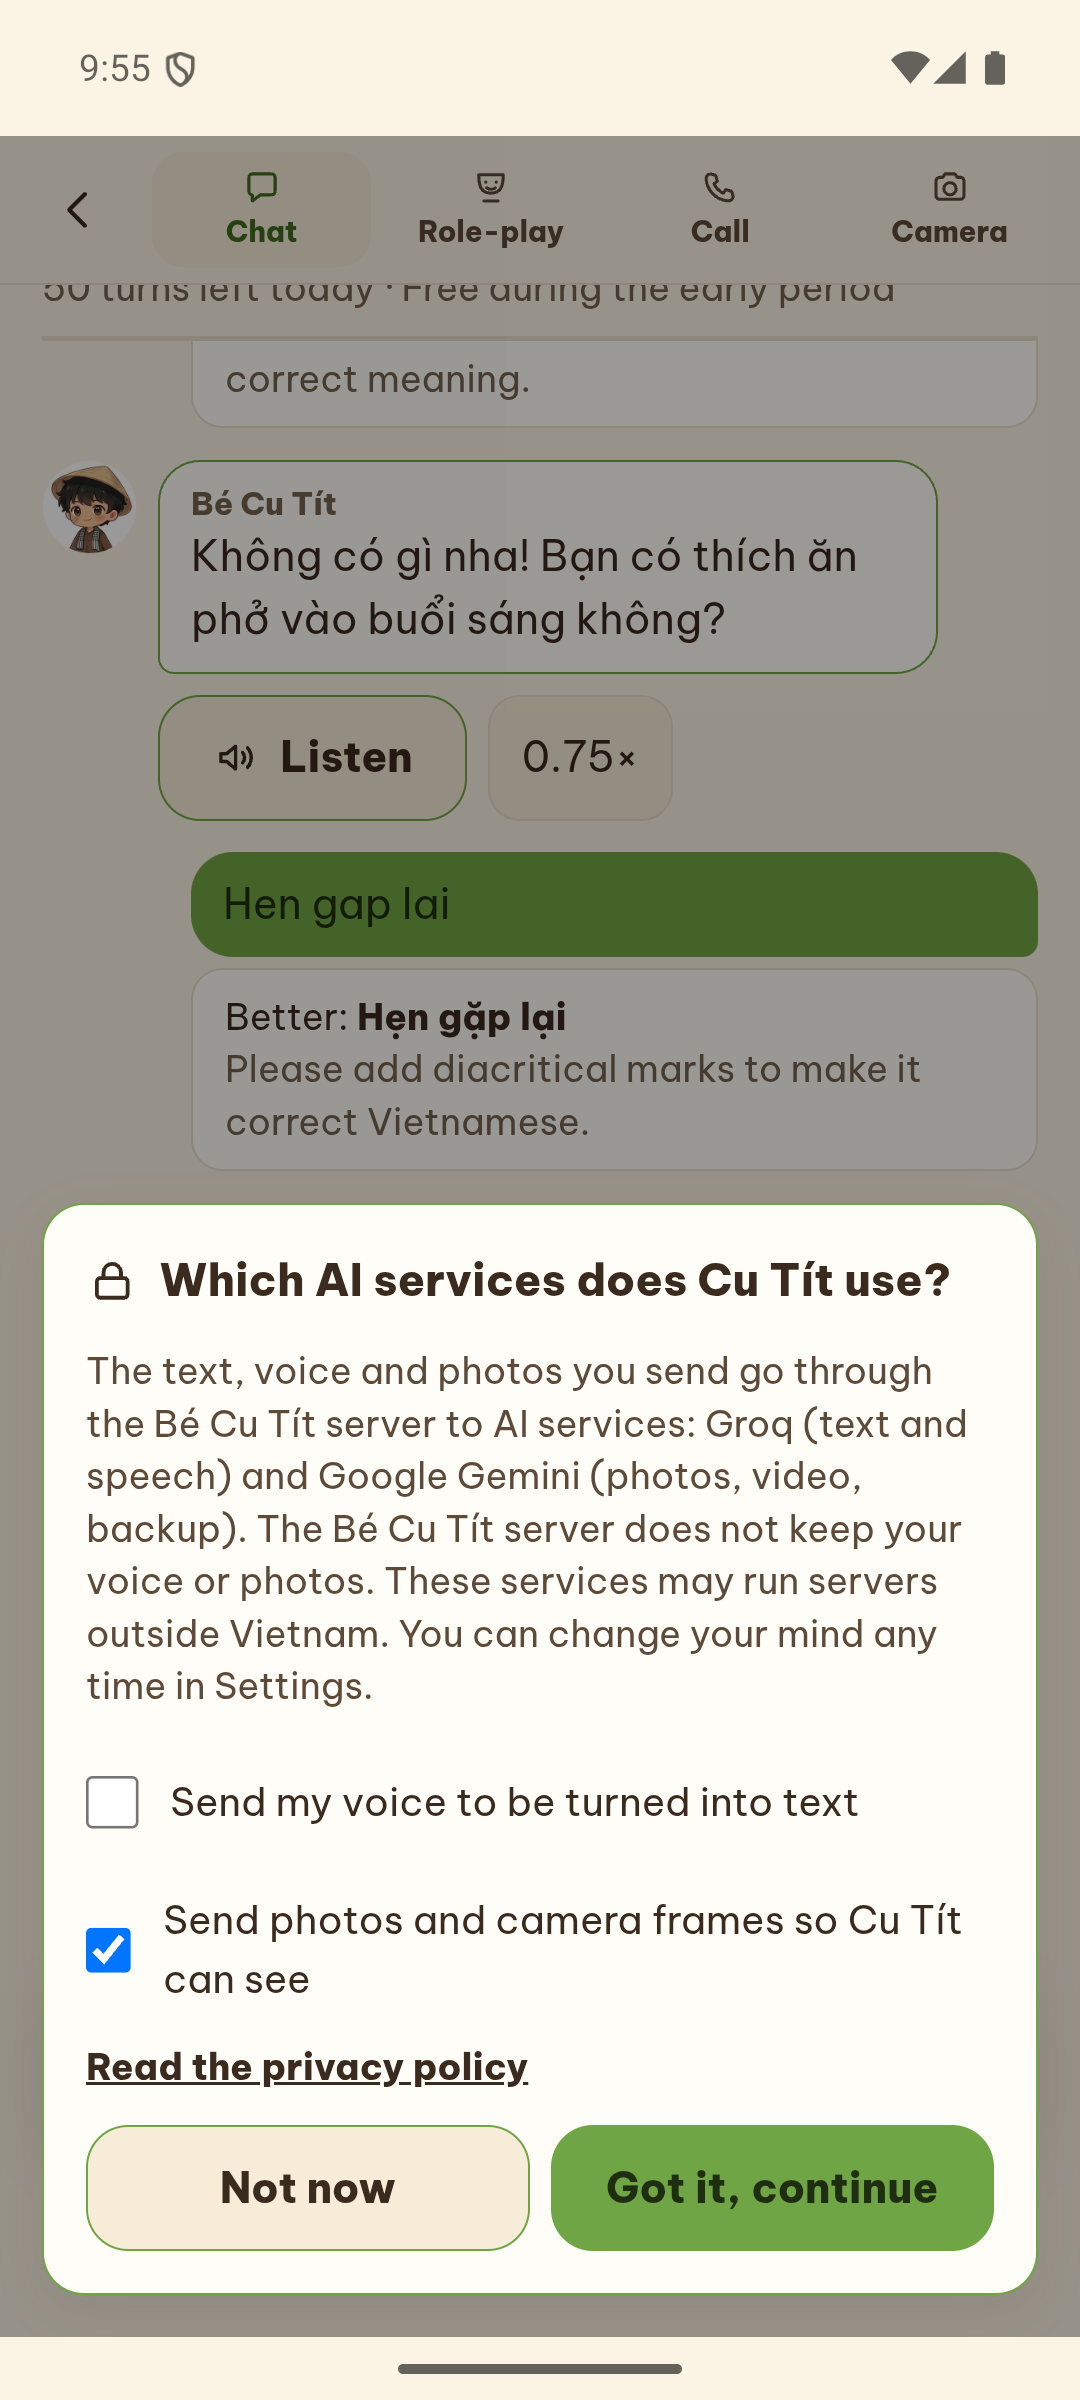 9:55
Chat
Role-play
Call
Camera
50 turns left today · Free during the early period
correct meaning.
Bé Cu Tít
Không có gì nha! Bạn có thích ăn
phở vào buổi sáng không?
Listen
0.75×
Hen gap lai
Better: Hẹn gặp lại
Please add diacritical marks to make it
correct Vietnamese.
Which AI services does Cu Tít use?
The text, voice and photos you send go through
the Bé Cu Tít server to AI services: Groq (text and
speech) and Google Gemini (photos, video,
backup). The Bé Cu Tít server does not keep your
voice or photos. These services may run servers
outside Vietnam. You can change your mind any
time in Settings.
Send my voice to be turned into text
Send photos and camera frames so Cu Tít
can see
Read the privacy policy
Not now
Got it, continue